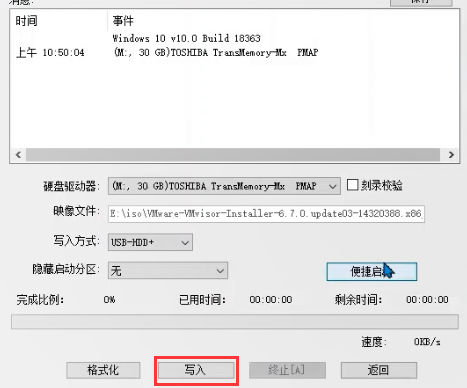 消息:
保存
时间 事件
Windows 10 v10.0 Build 18363
上午 10:50:04 (M:, 30 GB)TOSHIBA TransMemory-Mx PMAP
硬盘驱动器: (M:, 30 GB)TOSHIBA TransMemory-Mx PMAP 刻录校验
映像文件: E:\iso\VMware-VMvisor-Installer-6.7.0.update03-14320388.x86_
写入方式: USB-HDD+
隐藏启动分区: 无 便捷启动
完成比例: 0% 已用时间: 00:00:00 剩余时间: 00:00:00
速度: 0KB/s
格式化 写入 终止[A] 返回